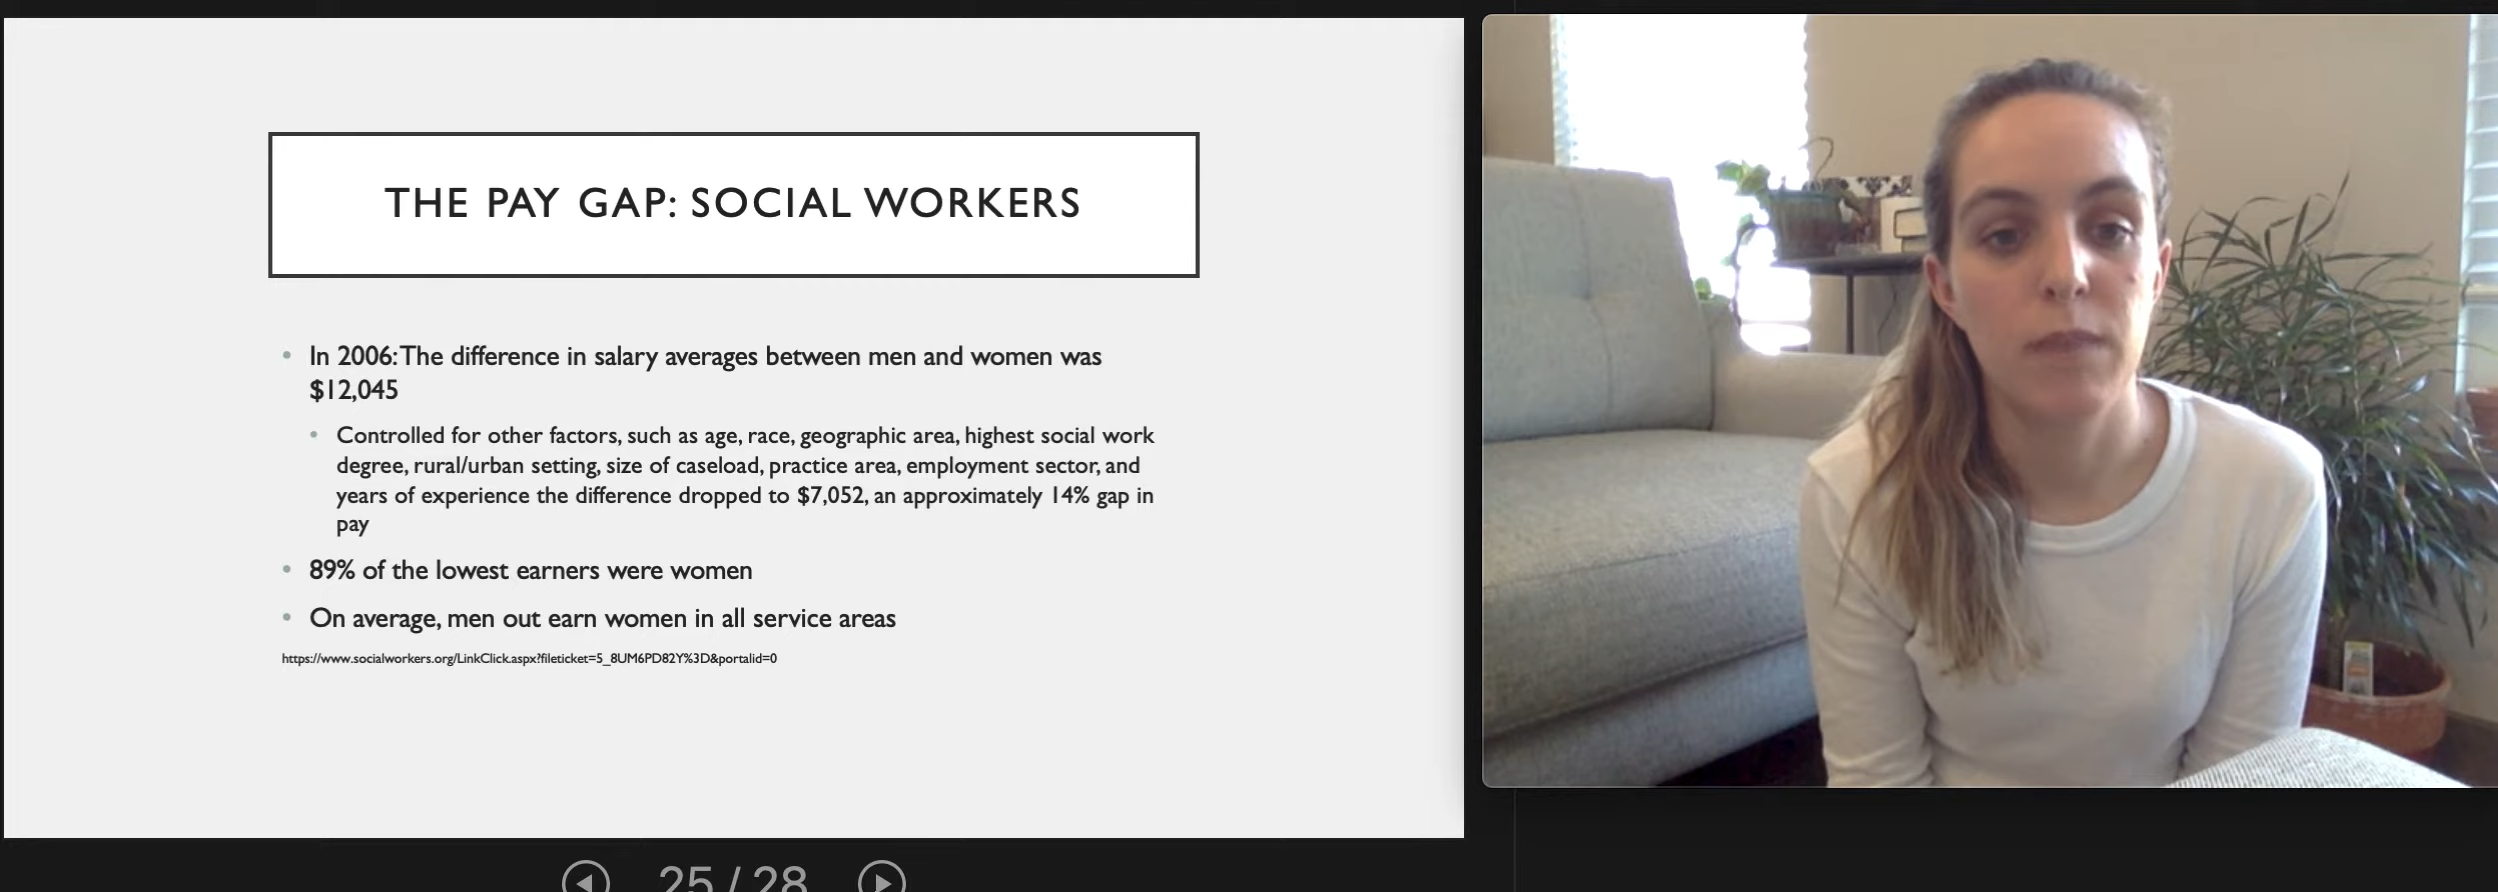 THE PAY GAP: SOCIAL WORKERS
• In 2006: The difference in salary averages between men and women was
$12,045
• Controlled for other factors, such as age, race, geographic area, highest social work
degree, rural/urban setting, size of caseload, practice area, employment sector, and
years of experience the difference dropped to $7,052, an approximately 14% gap in
pay
• 89% of the lowest earners were women
• On average, men out earn women in all service areas
https://www.socialworkers.org/LinkClick.aspx?fileticket=5_8UM6PD82Y%3D&portalid=0
25 / 28